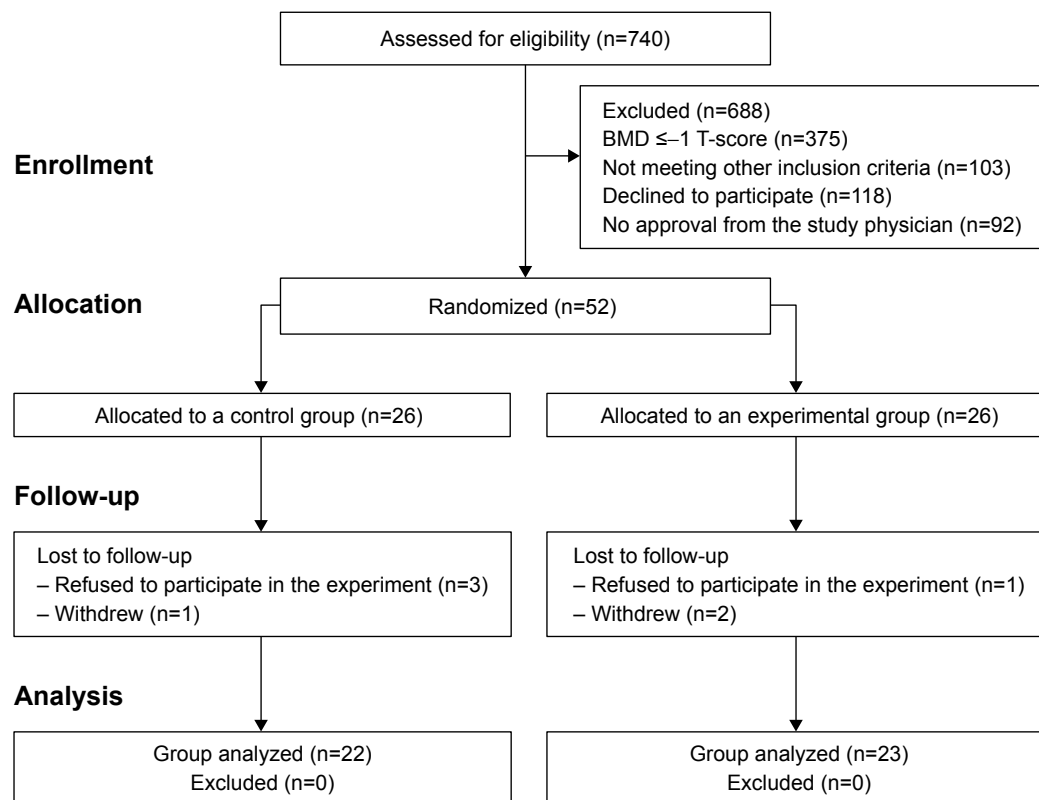 Assessed for eligibility (n=740)
Enrollment
Excluded (n=688)
BMD ≤–1 T-score (n=375)
Not meeting other inclusion criteria (n=103)
Declined to participate (n=118)
No approval from the study physician (n=92)
Allocation
Randomized (n=52)
Allocated to a control group (n=26)
Allocated to an experimental group (n=26)
Follow-up
Lost to follow-up
– Refused to participate in the experiment (n=3)
– Withdrew (n=1)
Lost to follow-up
– Refused to participate in the experiment (n=1)
– Withdrew (n=2)
Analysis
Group analyzed (n=22)
Excluded (n=0)
Group analyzed (n=23)
Excluded (n=0)